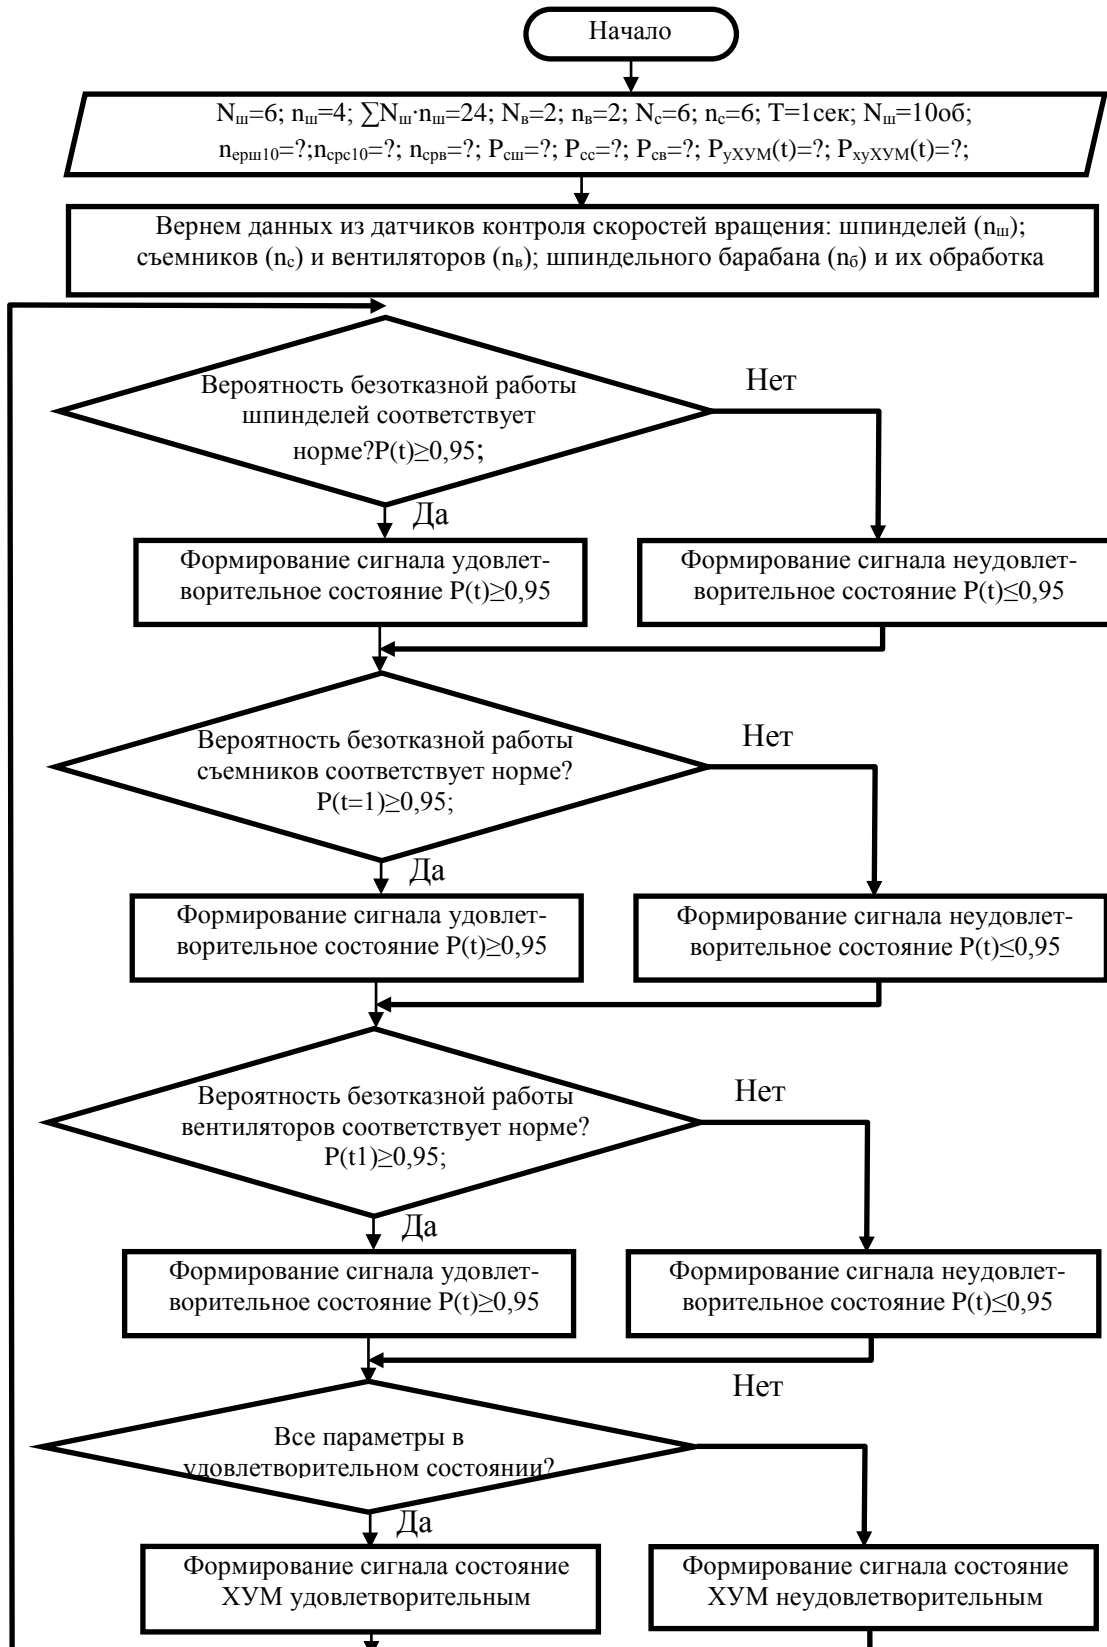 Начало
Nш=6; nш=4; ∑Nш·nш=24; Nв=2; nв=2; Nс=6; nс=6; T=1сек; Nш=10об;
nерш10=?;nсрс10=?; nсрв=?; Pсш=?; Pсс=?; Pсв=?; PуХУМ(t)=?; PхуХУМ(t)=?;
Вернем данных из датчиков контроля скоростей вращения: шпинделей (nш);
съемников (nс) и вентиляторов (nв); шпиндельного барабана (nб) и их обработка
Вероятность безотказной работы
шпинделей соответствует
норме?P(t)≥0,95;
Нет
Да
Формирование сигнала удовлет-
ворительное состояние P(t)≥0,95
Формирование сигнала неудовлет-
ворительное состояние P(t)≤0,95
Вероятность безотказной работы
съемников соответствует норме?
P(t=1)≥0,95;
Нет
Да
Формирование сигнала удовлет-
ворительное состояние P(t)≥0,95
Формирование сигнала неудовлет-
ворительное состояние P(t)≤0,95
Вероятность безотказной работы
вентиляторов соответствует норме?
P(t1)≥0,95;
Нет
Да
Формирование сигнала удовлет-
ворительное состояние P(t)≥0,95
Формирование сигнала неудовлет-
ворительное состояние P(t)≤0,95
Все параметры в
удовлетворительном состоянии?
Нет
Да
Формирование сигнала состояние
ХУМ удовлетворительным
Формирование сигнала состояние
ХУМ неудовлетворительным